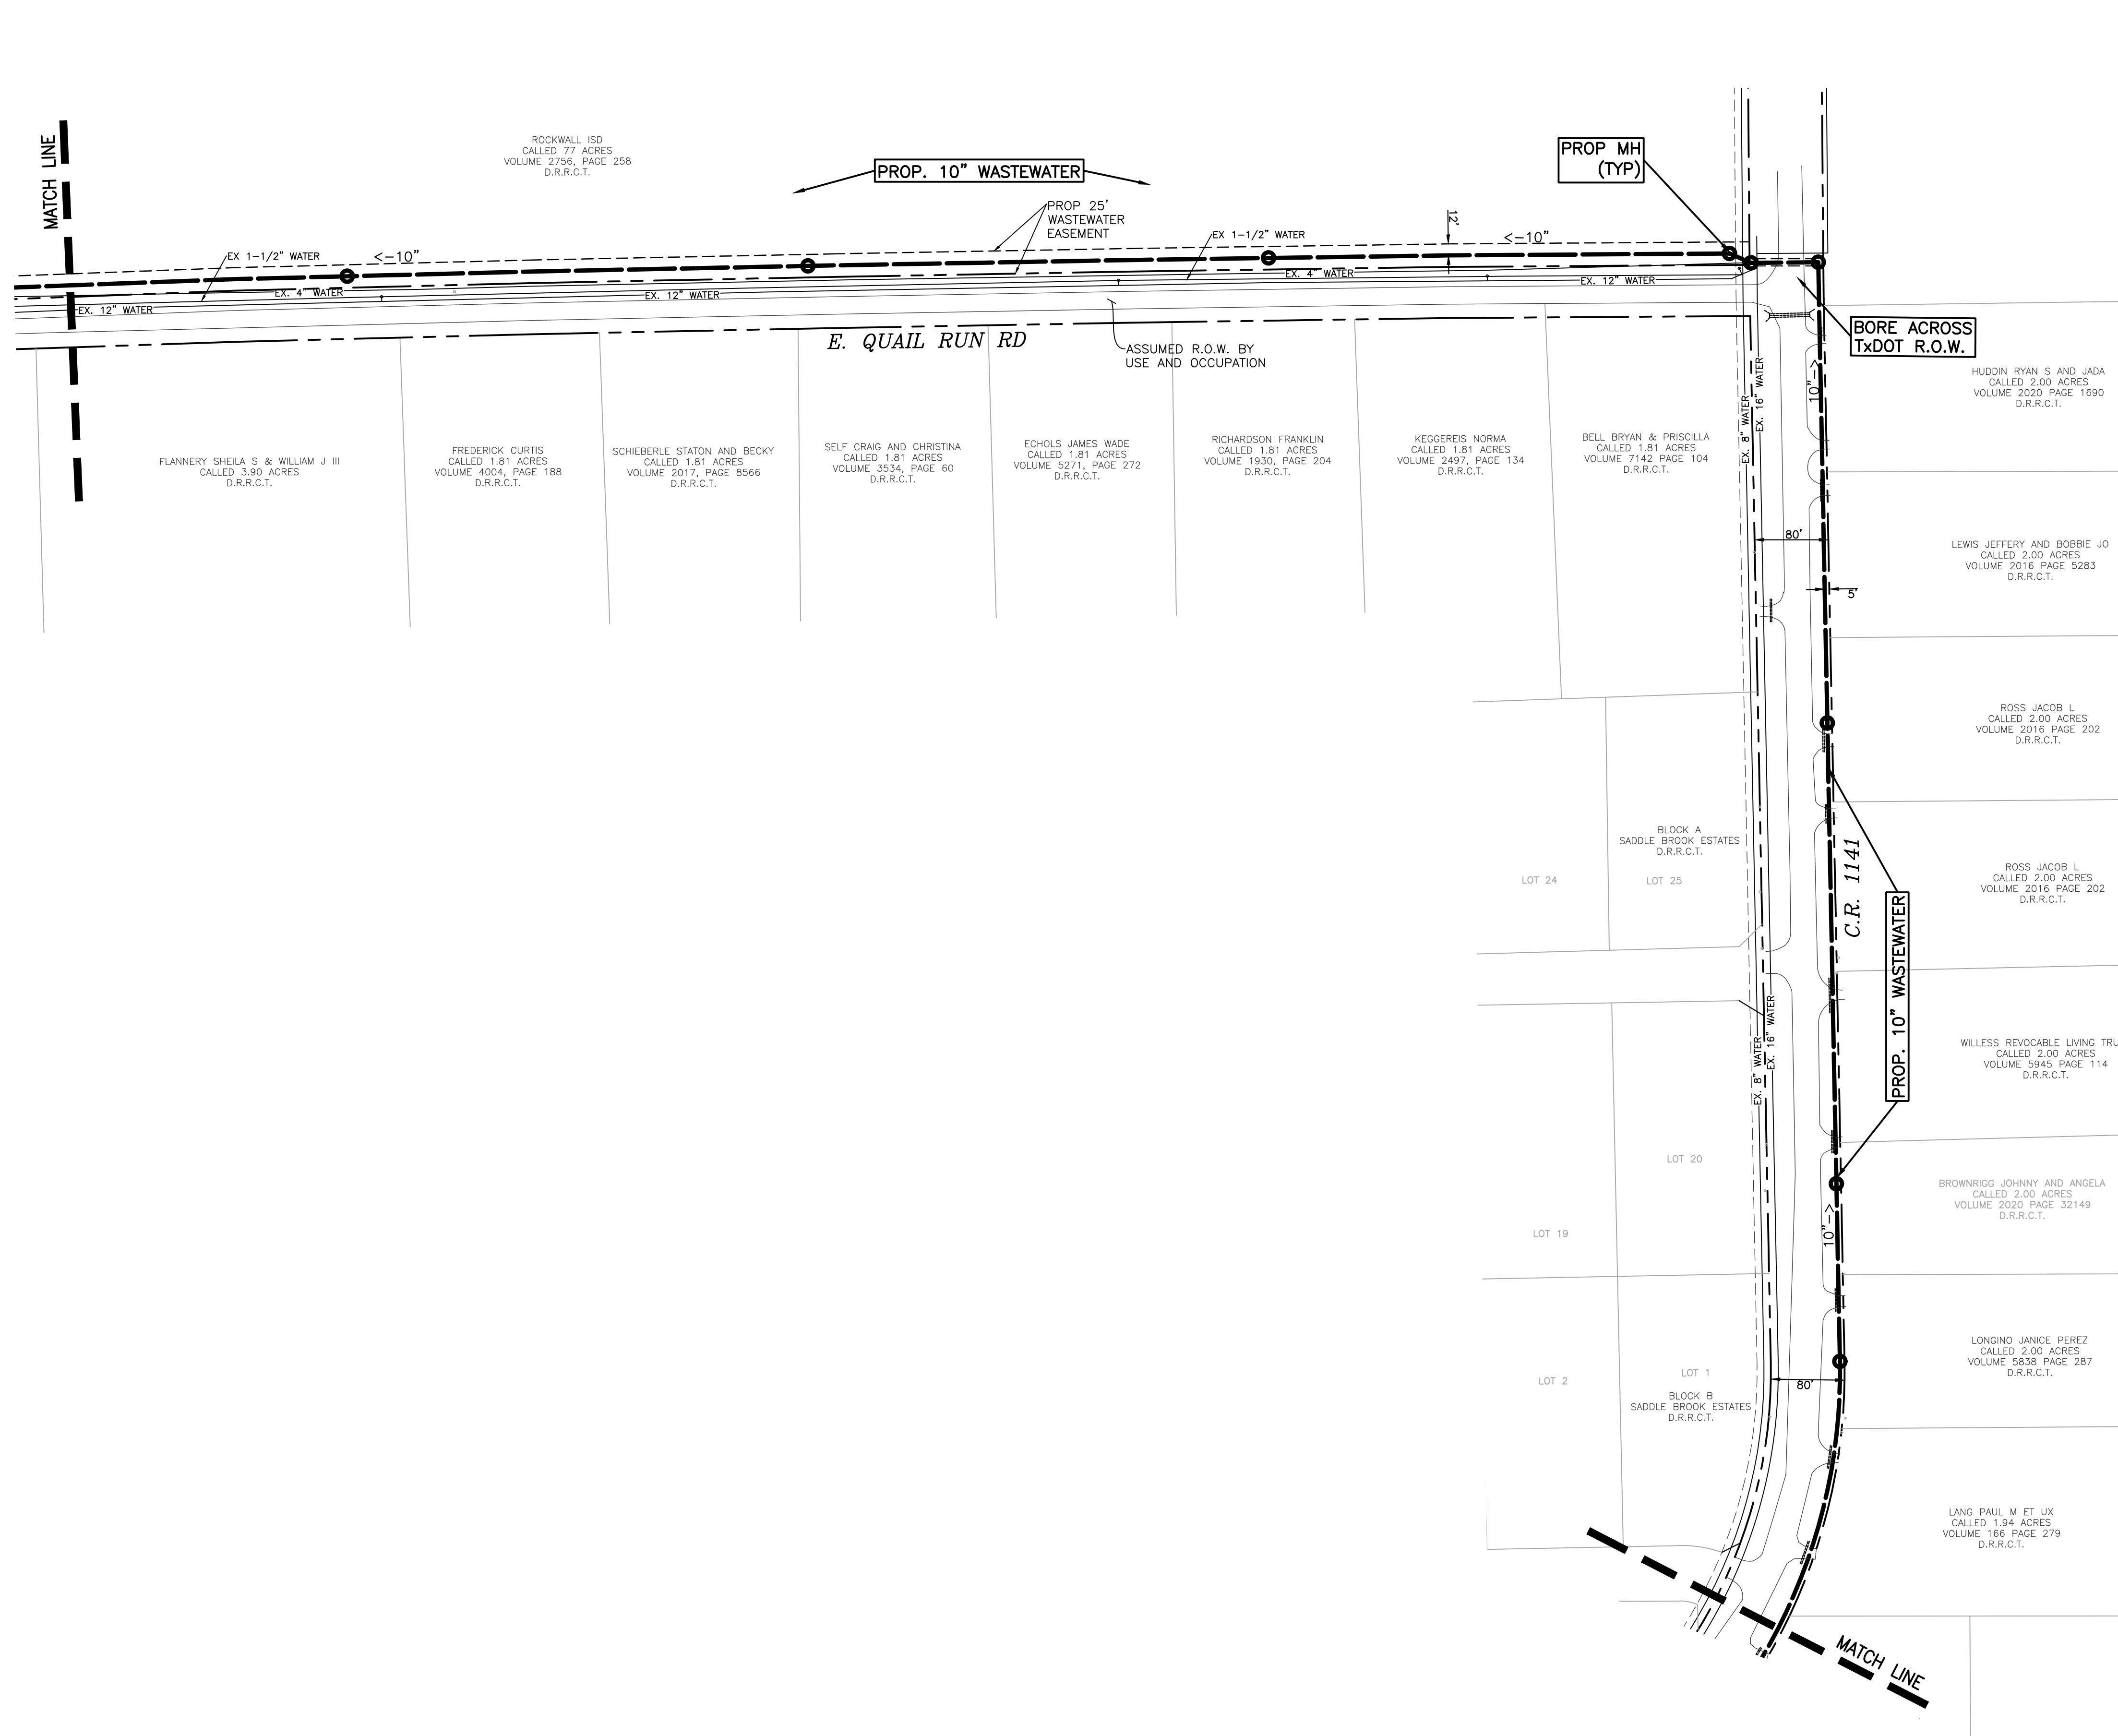 MATCH LINE
ROCKWALL ISD
CALLED 77 ACRES
VOLUME 2756, PAGE 258
D.R.R.C.T.
PROP. 10" WASTEWATER
PROP MH
(TYP)
PROP 25'
WASTEWATER
EASEMENT
12'
EX 1-1/2" WATER
<-10"
EX 1-1/2" WATER
<-10"
EX. 4" WATER
EX. 12" WATER
EX. 12" WATER
EX. 4" WATER
EX. 12" WATER
E. QUAIL RUN RD
ASSUMED R.O.W. BY
USE AND OCCUPATION
BORE ACROSS
TxDOT R.O.W.
FLANNERY SHEILA S & WILLIAM J III
CALLED 3.90 ACRES
D.R.R.C.T.
FREDERICK CURTIS
CALLED 1.81 ACRES
VOLUME 4004, PAGE 188
D.R.R.C.T.
SCHIEBERLE STATON AND BECKY
CALLED 1.81 ACRES
VOLUME 2017, PAGE 8566
D.R.R.C.T.
SELF CRAIG AND CHRISTINA
CALLED 1.81 ACRES
VOLUME 3534, PAGE 60
D.R.R.C.T.
ECHOLS JAMES WADE
CALLED 1.81 ACRES
VOLUME 5271, PAGE 272
D.R.R.C.T.
RICHARDSON FRANKLIN
CALLED 1.81 ACRES
VOLUME 1930, PAGE 204
D.R.R.C.T.
KEGGEREIS NORMA
CALLED 1.81 ACRES
VOLUME 2497, PAGE 134
D.R.R.C.T.
BELL BRYAN & PRISCILLA
CALLED 1.81 ACRES
VOLUME 7142 PAGE 104
D.R.R.C.T.
EX. 8" WATER
EX. 16" WATER
10"->
HUDDIN RYAN S AND JADA
CALLED 2.00 ACRES
VOLUME 2020 PAGE 1690
D.R.R.C.T.
80'
5'
LEWIS JEFFERY AND BOBBIE JO
CALLED 2.00 ACRES
VOLUME 2016 PAGE 5283
D.R.R.C.T.
ROSS JACOB L
CALLED 2.00 ACRES
VOLUME 2016 PAGE 202
D.R.R.C.T.
BLOCK A
SADDLE BROOK ESTATES
D.R.R.C.T.
LOT 24
LOT 25
C.R. 1141
ROSS JACOB L
CALLED 2.00 ACRES
VOLUME 2016 PAGE 202
D.R.R.C.T.
PROP. 10" WASTEWATER
EX. 8" WATER
EX. 16" WATER
WILLESS REVOCABLE LIVING TRU
CALLED 2.00 ACRES
VOLUME 5945 PAGE 114
D.R.R.C.T.
LOT 20
LOT 19
10"->
BROWNRIGG JOHNNY AND ANGELA
CALLED 2.00 ACRES
VOLUME 2020 PAGE 32149
D.R.R.C.T.
LOT 2
LOT 1
BLOCK B
SADDLE BROOK ESTATES
D.R.R.C.T.
80'
LONGINO JANICE PEREZ
CALLED 2.00 ACRES
VOLUME 5838 PAGE 287
D.R.R.C.T.
LANG PAUL M ET UX
CALLED 1.94 ACRES
VOLUME 166 PAGE 279
D.R.R.C.T.
MATCH LINE